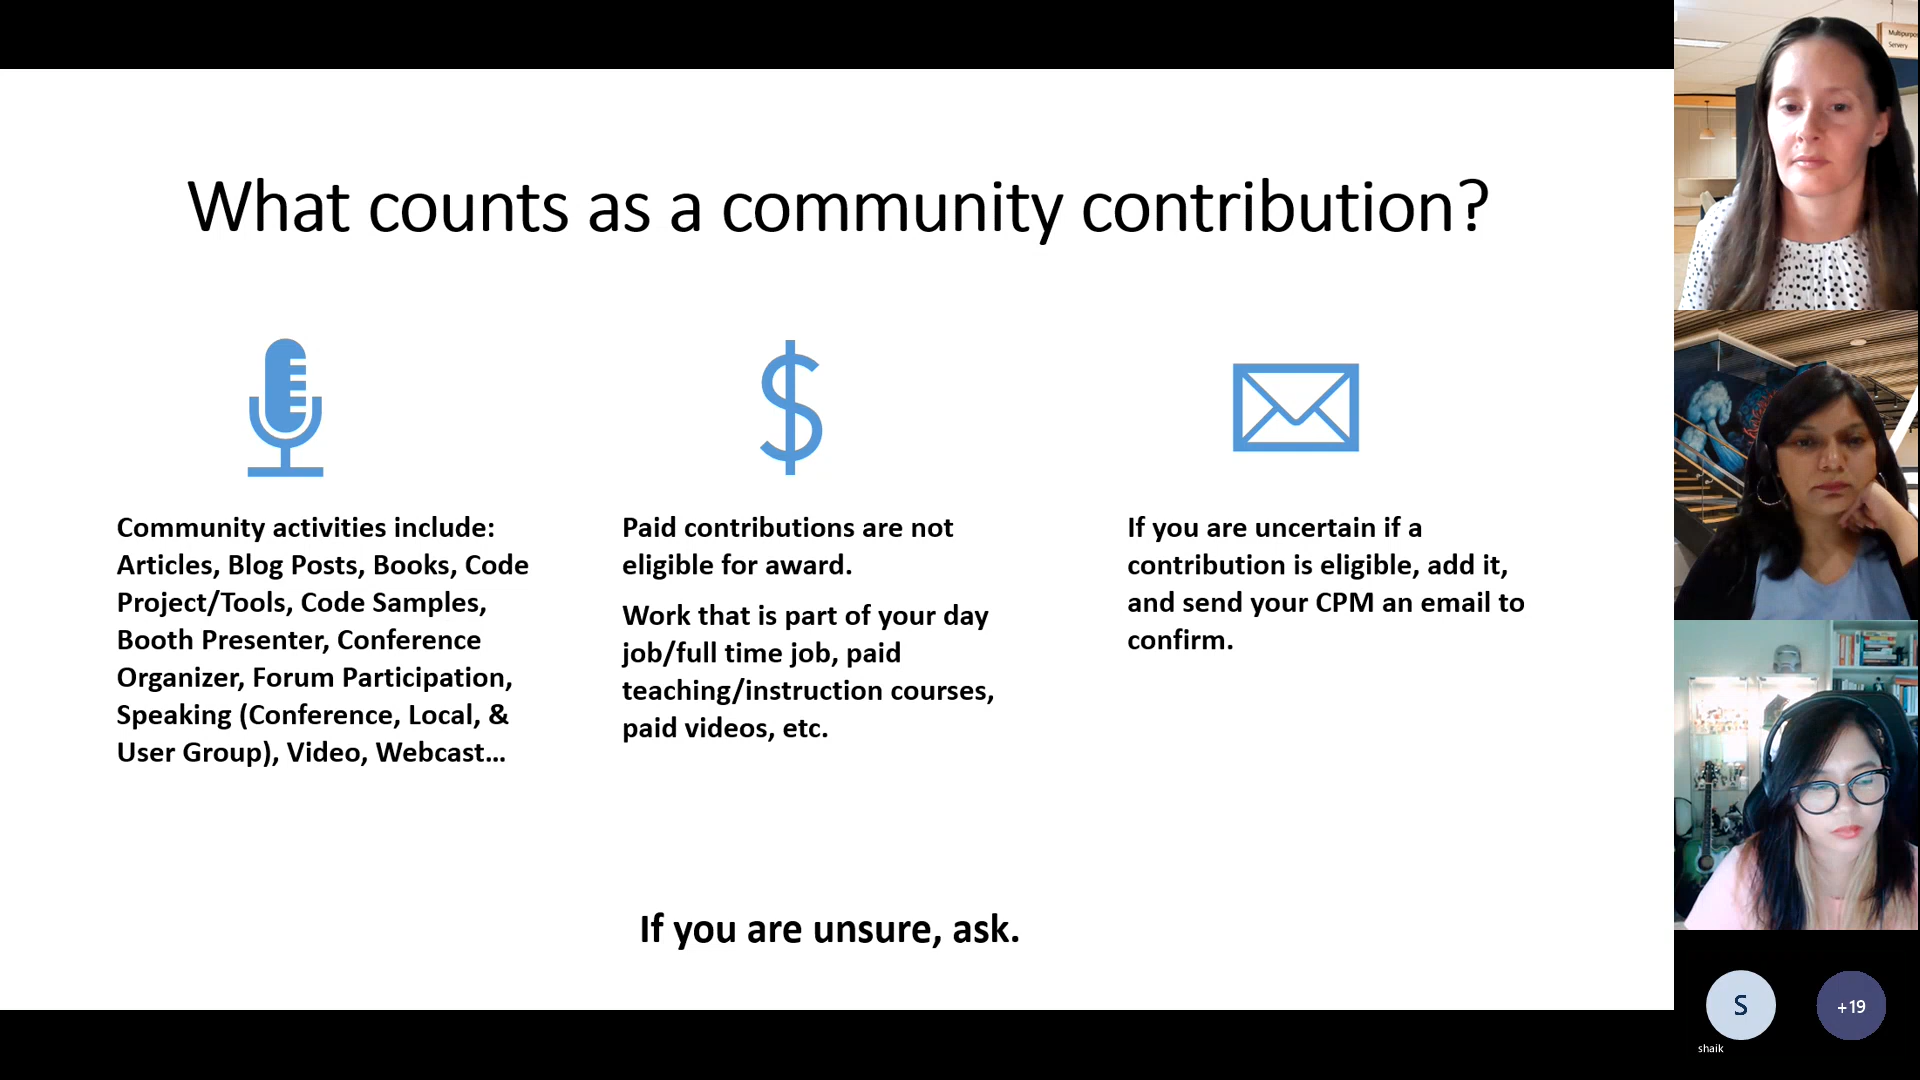 What counts as a community contribution?
Community activities include:
Articles, Blog Posts, Books, Code
Project/Tools, Code Samples,
Booth Presenter, Conference
Organizer, Forum Participation,
Speaking (Conference, Local, &
User Group), Video, Webcast...
Paid contributions are not
eligible for award.
Work that is part of your day
job/full time job, paid
teaching/instruction courses,
paid videos, etc.
If you are uncertain if a
contribution is eligible, add it,
and send your CPM an email to
confirm.
If you are unsure, ask.
Servery
S
+19
shaik